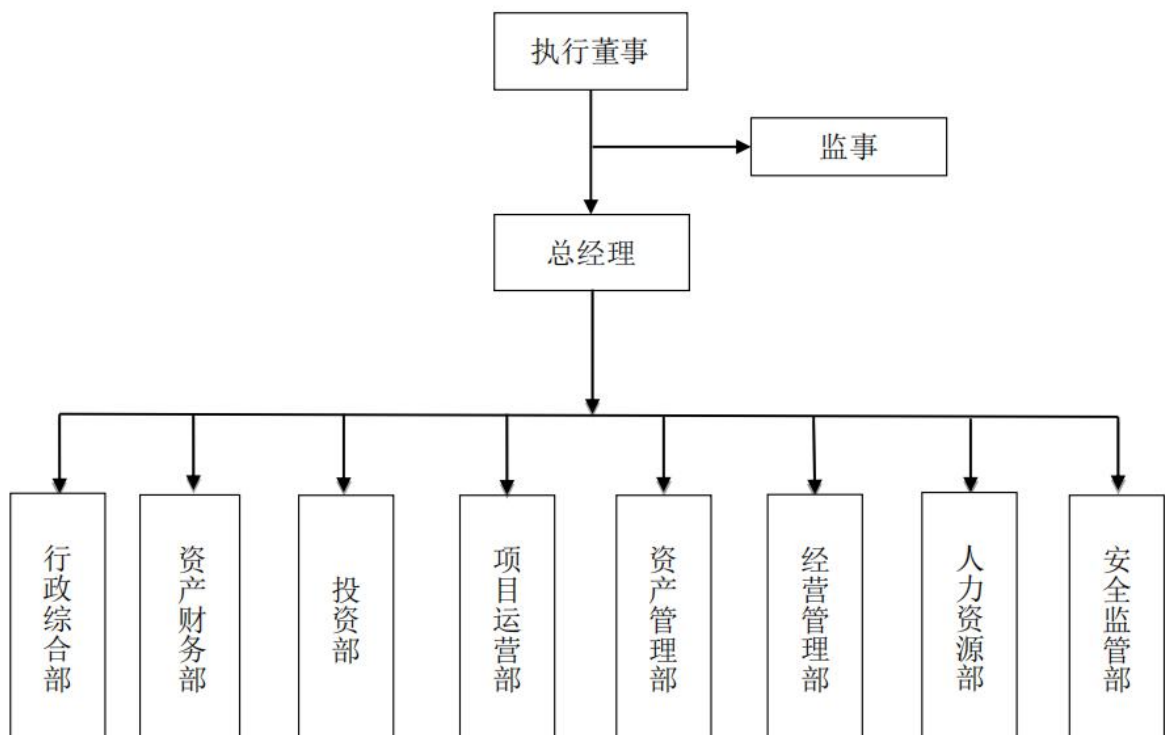 执行董事
监事
总经理
行政综合部
资产财务部
投资部
项目运营部
资产管理部
经营管理部
人力资源部
安全监管部